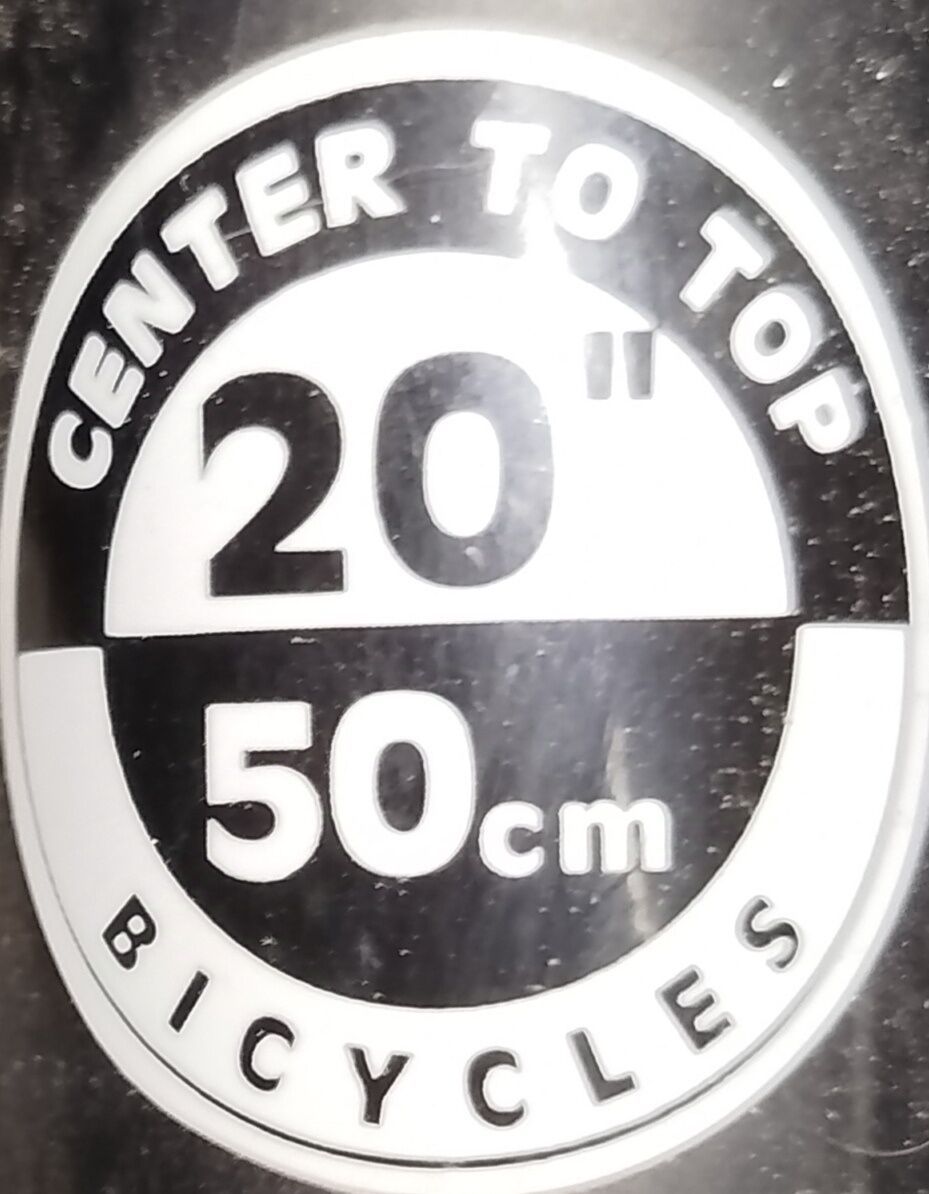 CENTER TO TOP
20"
50cm
BICYCLES